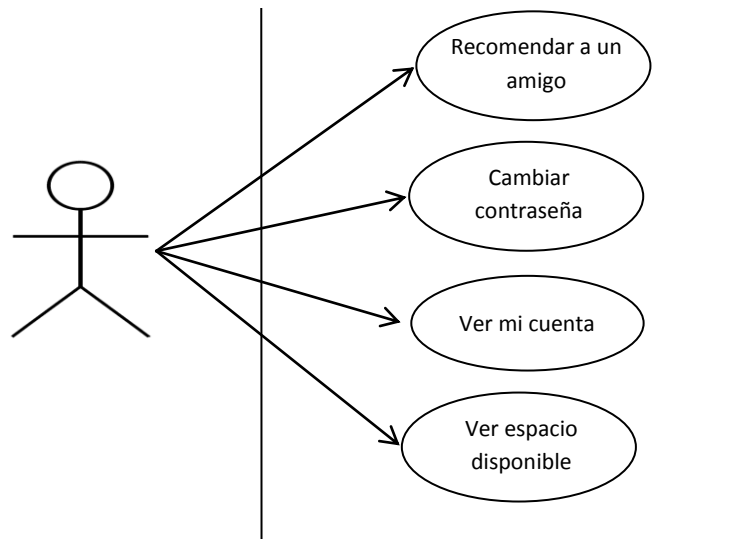 Recomendar a un
amigo
Cambiar
contraseña
Ver mi cuenta
Ver espacio
disponible